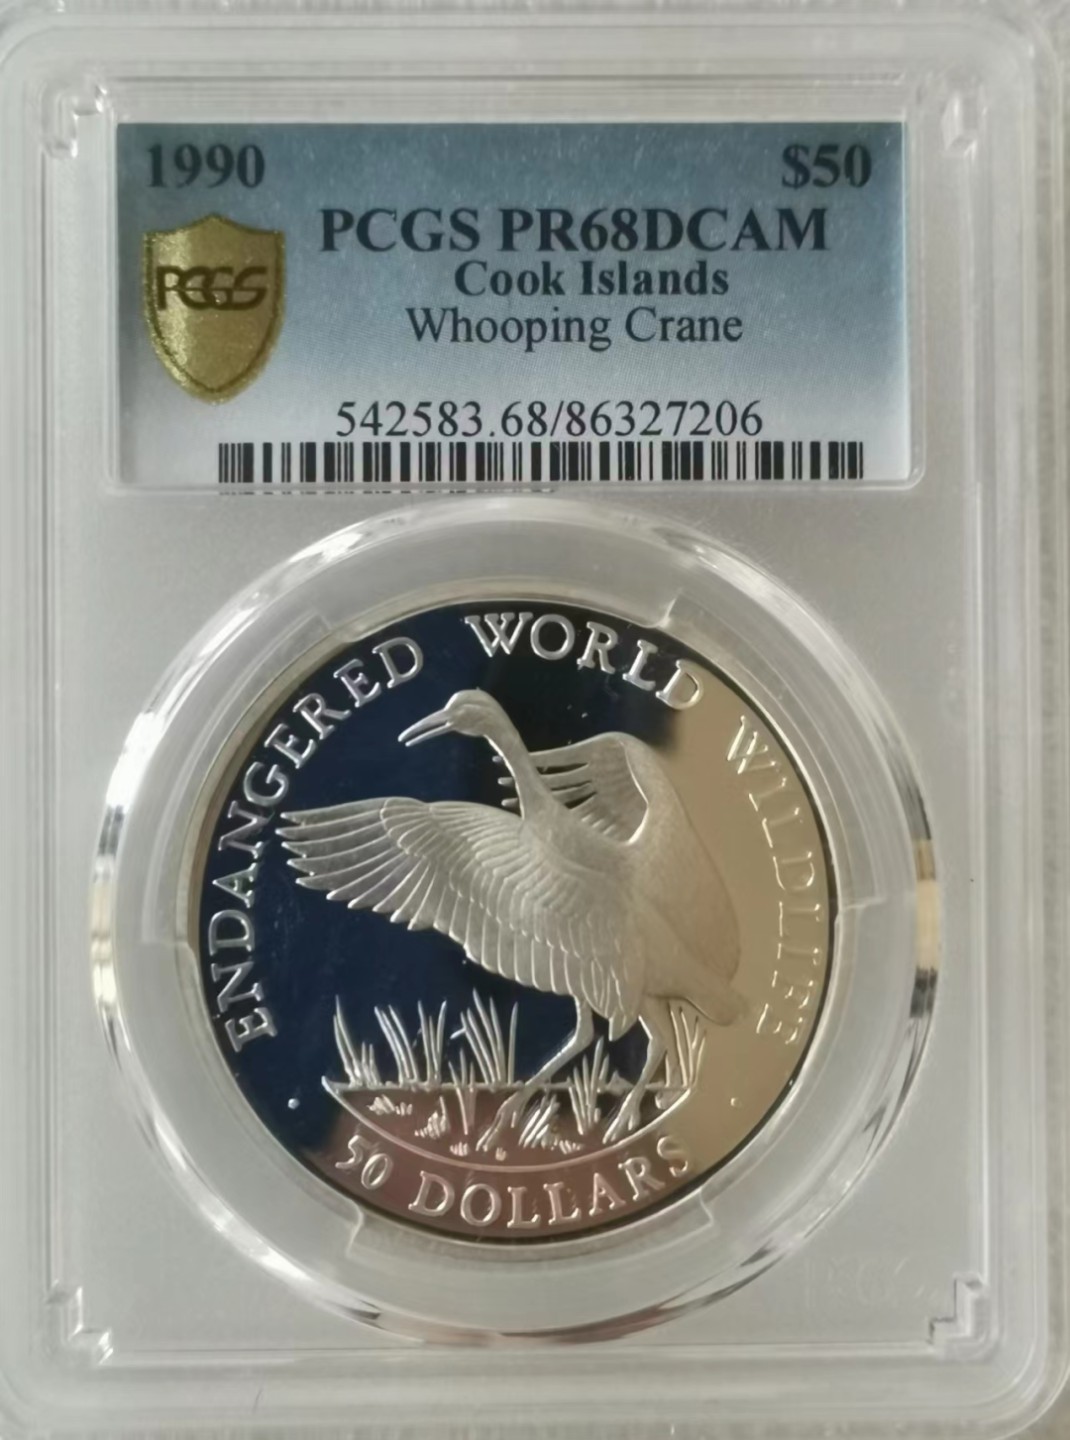 1990 $50
PCGS PR68DCAM
PCGS
Cook Islands
Whooping Crane
542583.68/86327206
ENDANGERED WORLD WILDLIFE
50 DOLLARS